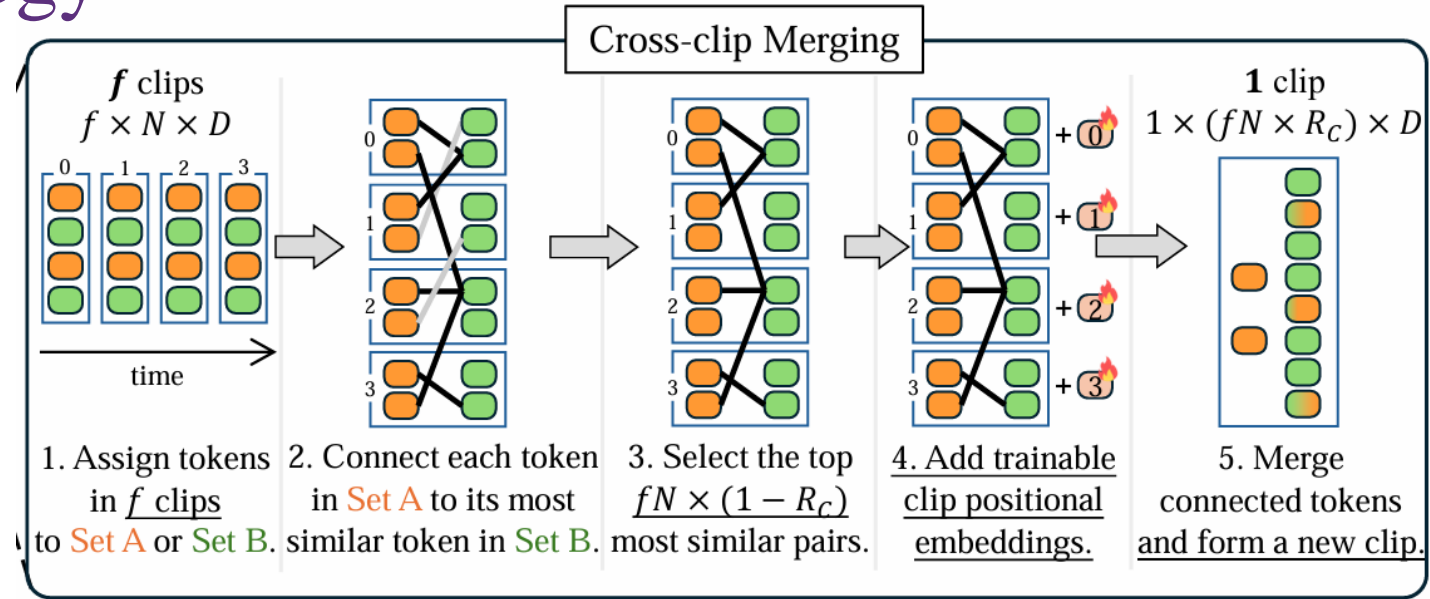 ogy
Cross-clip Merging
f clips
f × N × D
0 1 2 3
time
1. Assign tokens
in f clips
to Set A or Set B.
0
1
2
3
2. Connect each token
in Set A to its most
similar token in Set B.
0
1
2
3
3. Select the top
fN × (1 − R_C)
most similar pairs.
0
1
2
3
+ 0
+ 1
+ 2
+ 3
4. Add trainable
clip positional
embeddings.
1 clip
1 × (fN × R_C) × D
5. Merge
connected tokens
and form a new clip.